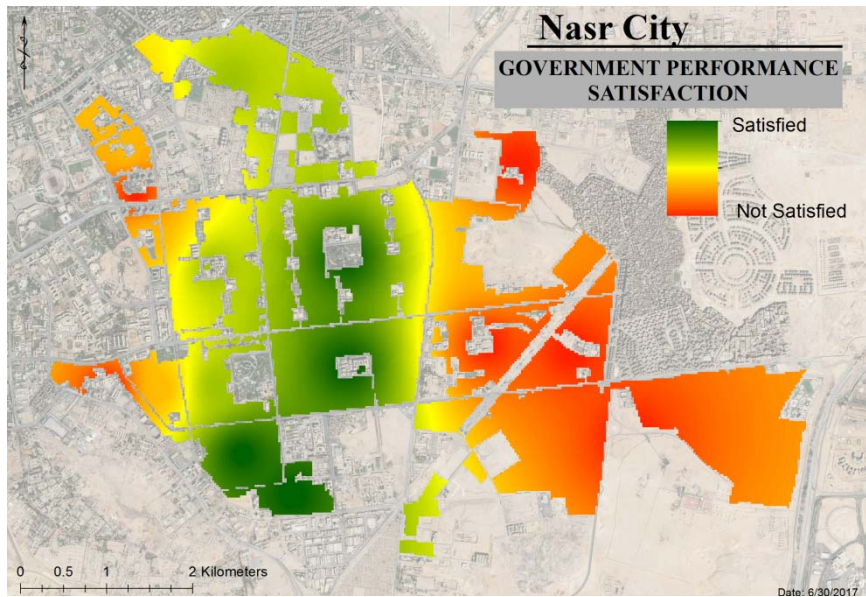 Nasr City
GOVERNMENT PERFORMANCE
SATISFACTION
Satisfied
Not Satisfied
0 0.5 1 2 Kilometers
Date: 6/30/2017